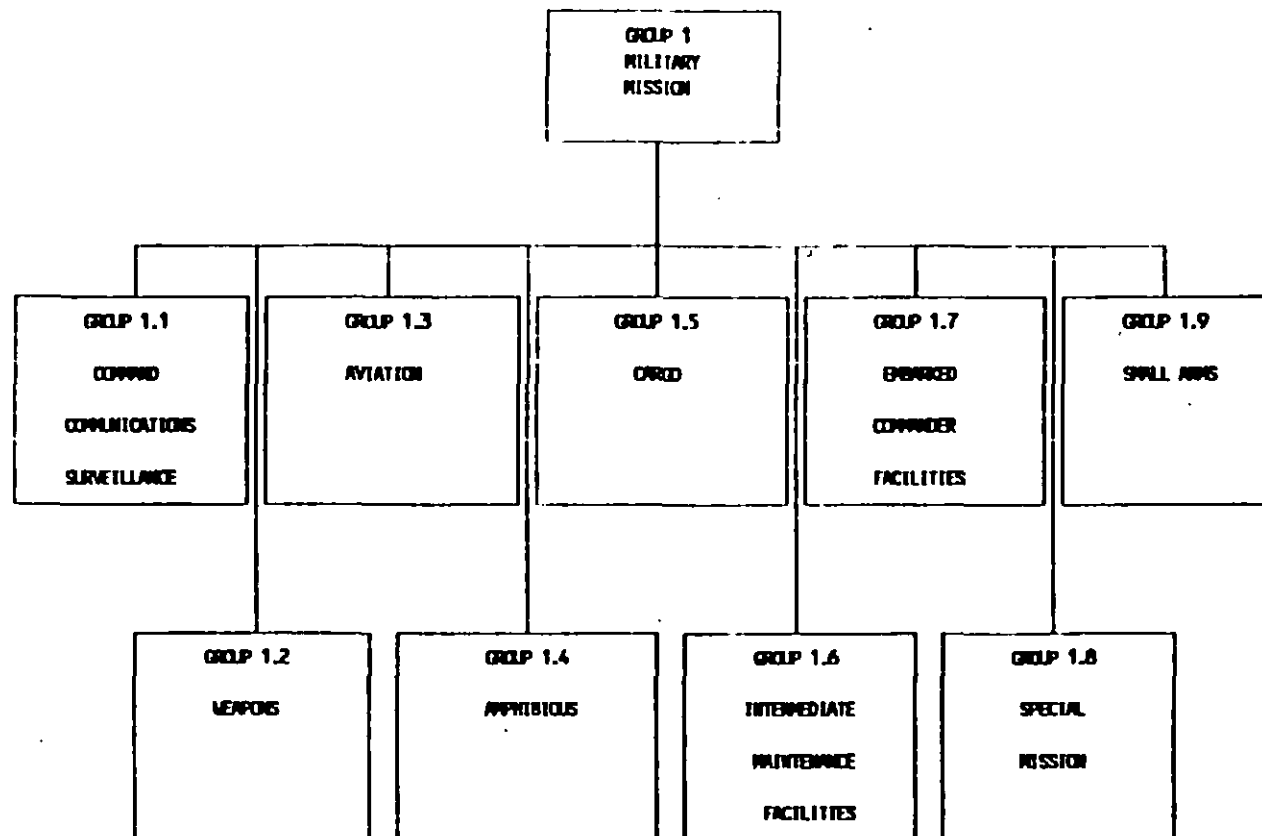 GROUP 1
MILITARY
MISSION
GROUP 1.1
COMMAND
COMMUNICATIONS
SURVEILLANCE
GROUP 1.3
AVIATION
GROUP 1.5
CARGO
GROUP 1.7
EMBARKED
COMMANDER
FACILITIES
GROUP 1.9
SMALL ARMS
GROUP 1.2
WEAPONS
GROUP 1.4
AMPHIBIOUS
GROUP 1.6
INTERMEDIATE
MAINTENANCE
FACILITIES
GROUP 1.8
SPECIAL
MISSION